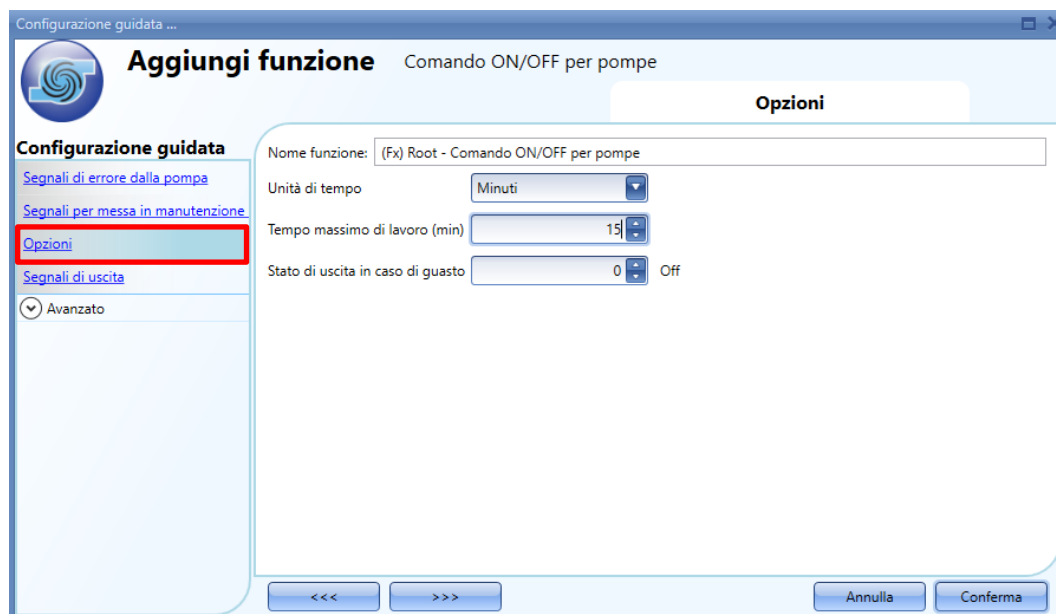 Configurazione guidata ...
Aggiungi funzione Comando ON/OFF per pompe
Opzioni
Configurazione guidata
Segnali di errore dalla pompa
Segnali per messa in manutenzione
Opzioni
Segnali di uscita
Avanzato
Nome funzione: (Fx) Root - Comando ON/OFF per pompe
Unità di tempo Minuti
Tempo massimo di lavoro (min) 15
Stato di uscita in caso di guasto 0 Off
<<< >>> Annulla Conferma